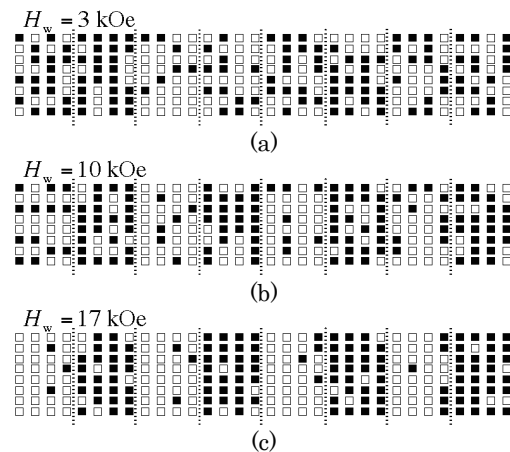 H_w = 3 kOe
(a)
H_w = 10 kOe
(b)
H_w = 17 kOe
(c)